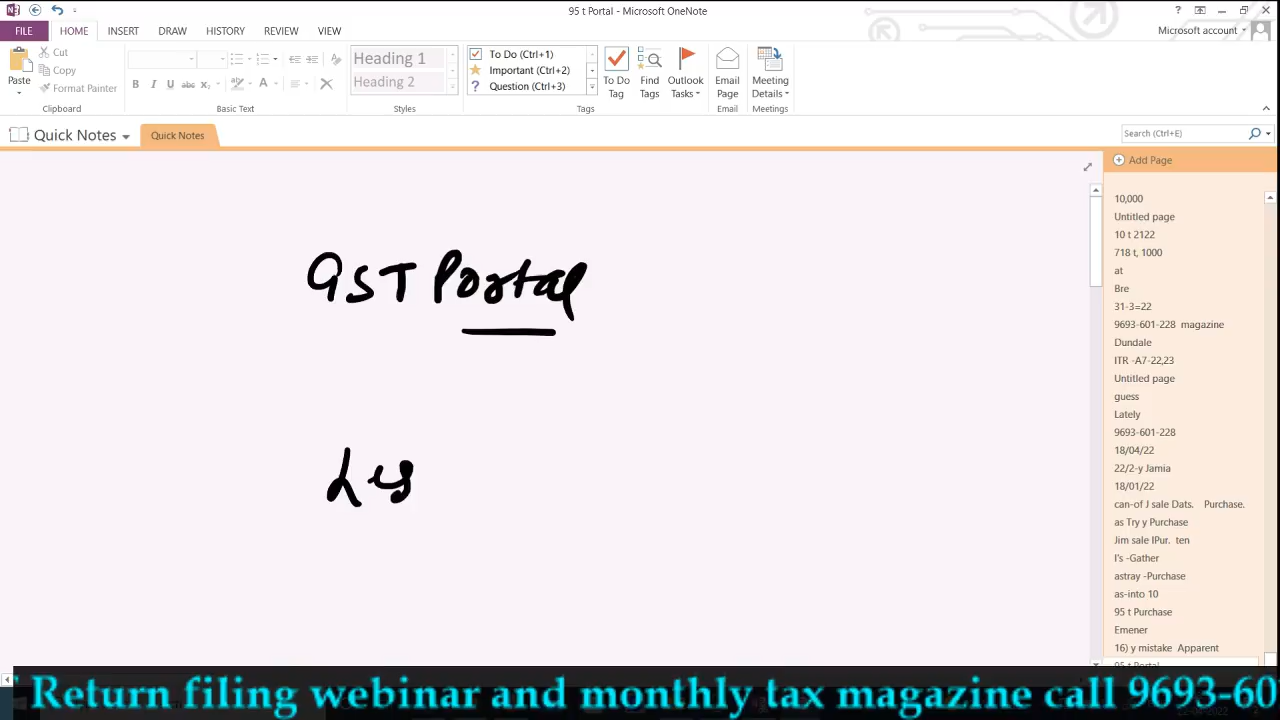 95 t Portal - Microsoft OneNote
FILE HOME INSERT DRAW HISTORY REVIEW VIEW
Microsoft account
Paste
Cut
Copy
Format Painter
Clipboard
Basic Text
Heading 1
Heading 2
Styles
To Do (Ctrl+1)
Important (Ctrl+2)
Question (Ctrl+3)
To Do Tag
Find Tags
Outlook Tasks
Tags
Email Page
Email
Meeting Details
Meetings
Quick Notes
Quick Notes
Search (Ctrl+E)
Add Page
GST Portal
10,000
Untitled page
10 t 2122
718 t, 1000
at
Bre
31-3=22
9693-601-228 magazine
Dundale
ITR -A7-22,23
Untitled page
guess
Lately
9693-601-228
18/04/22
22/2-y Jamia
18/01/22
can-of J sale Dats. Purchase.
as Try y Purchase
Jim sale IPur. ten
I's -Gather
astray -Purchase
as-into 10
95 t Purchase
Emener
16) y mistake Apparent
95 t Portal
Return filing webinar and monthly tax magazine call 9693-60